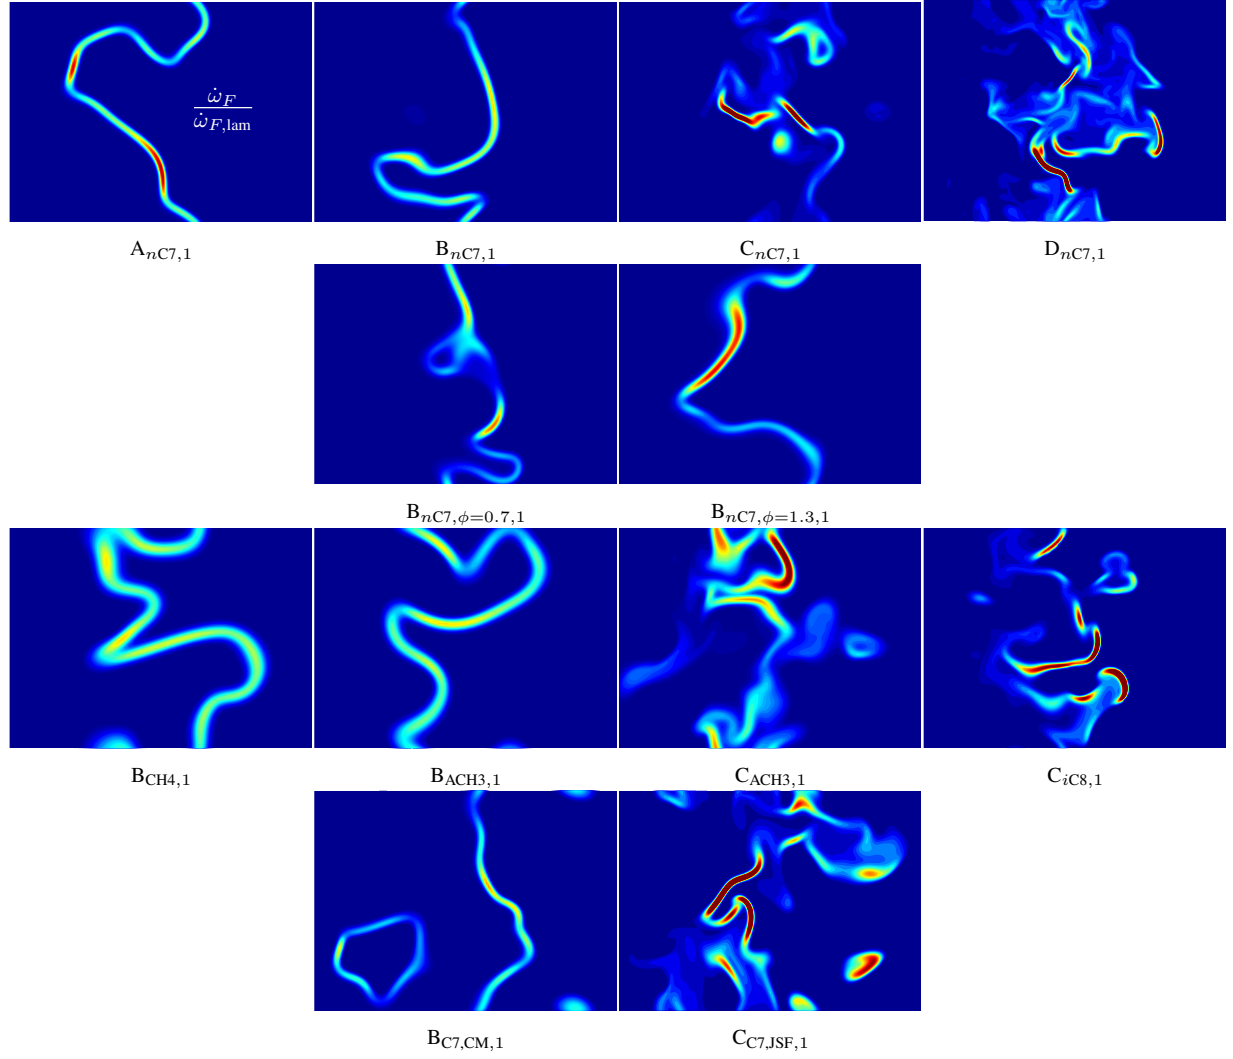 ω̇_F
ω̇_F,lam
A_nC7,1 B_nC7,1 C_nC7,1 D_nC7,1
B_nC7,ϕ=0.7,1 B_nC7,ϕ=1.3,1
B_CH4,1 B_ACH3,1 C_ACH3,1 C_iC8,1
B_C7,CM,1 C_C7,JSF,1